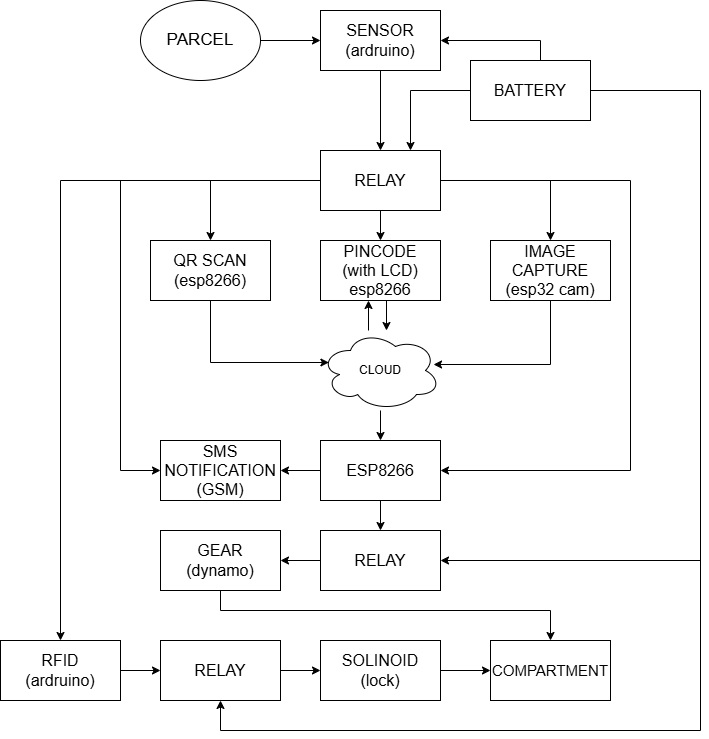 PARCEL
SENSOR
(ardruino)
BATTERY
RELAY
QR SCAN
(esp8266)
PINCODE
(with LCD)
esp8266
IMAGE
CAPTURE
(esp32 cam)
CLOUD
SMS
NOTIFICATION
(GSM)
ESP8266
GEAR
(dynamo)
RELAY
RFID
(ardruino)
RELAY
SOLINOID
(lock)
COMPARTMENT